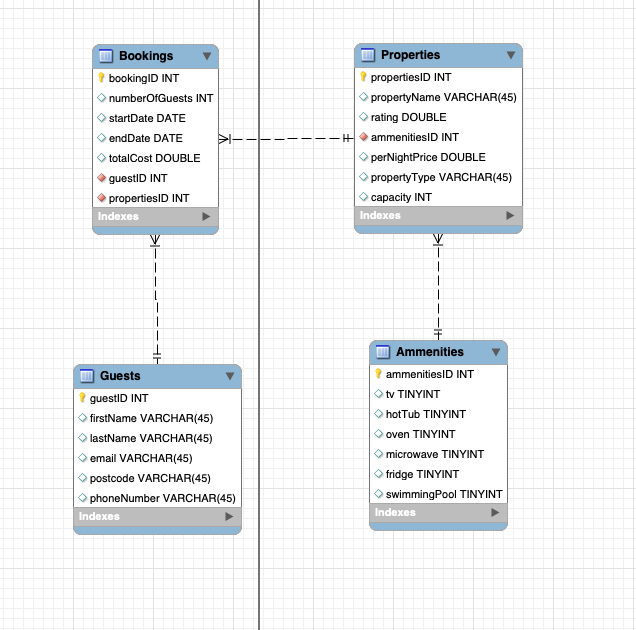 Bookings
bookingID INT
numberOfGuests INT
startDate DATE
endDate DATE
totalCost DOUBLE
guestID INT
propertiesID INT
Indexes
Properties
propertiesID INT
propertyName VARCHAR(45)
rating DOUBLE
ammenitiesID INT
perNightPrice DOUBLE
propertyType VARCHAR(45)
capacity INT
Indexes
Guests
guestID INT
firstName VARCHAR(45)
lastName VARCHAR(45)
email VARCHAR(45)
postcode VARCHAR(45)
phoneNumber VARCHAR(45)
Indexes
Ammenities
ammenitiesID INT
tv TINYINT
hotTub TINYINT
oven TINYINT
microwave TINYINT
fridge TINYINT
swimmingPool TINYINT
Indexes